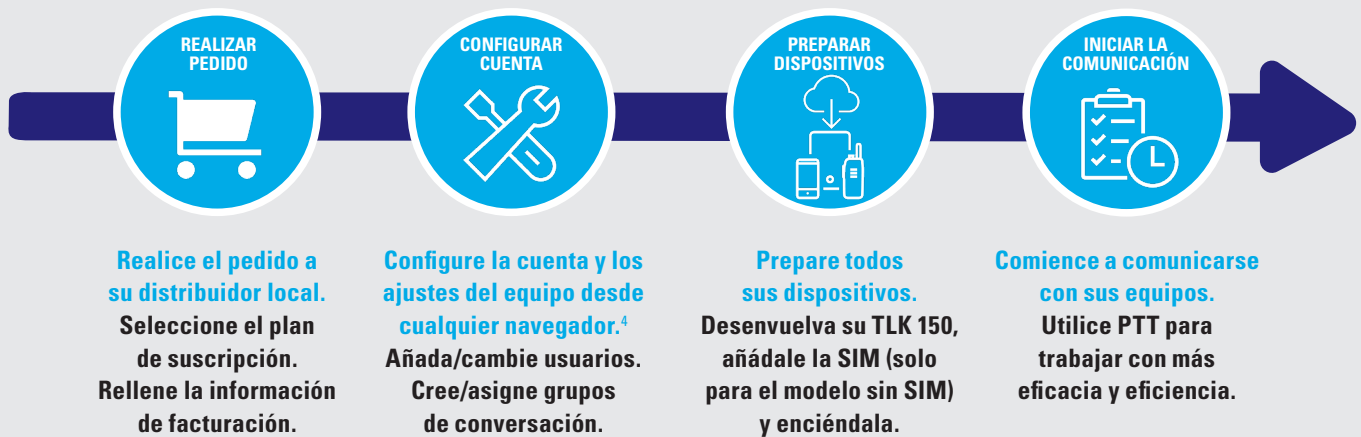 REALIZAR
PEDIDO
CONFIGURAR
CUENTA
PREPARAR
DISPOSITIVOS
INICIAR LA
COMUNICACIÓN
Realice el pedido a
su distribuidor local.
Seleccione el plan
de suscripción.
Rellene la información
de facturación.
Configure la cuenta y los
ajustes del equipo desde
cualquier navegador.⁴
Añada/cambie usuarios.
Cree/asigne grupos
de conversación.
Prepare todos
sus dispositivos.
Desenvuelva su TLK 150,
añádale la SIM (solo
para el modelo sin SIM)
y enciéndala.
Comience a comunicarse
con sus equipos.
Utilice PTT para
trabajar con más
eficacia y eficiencia.